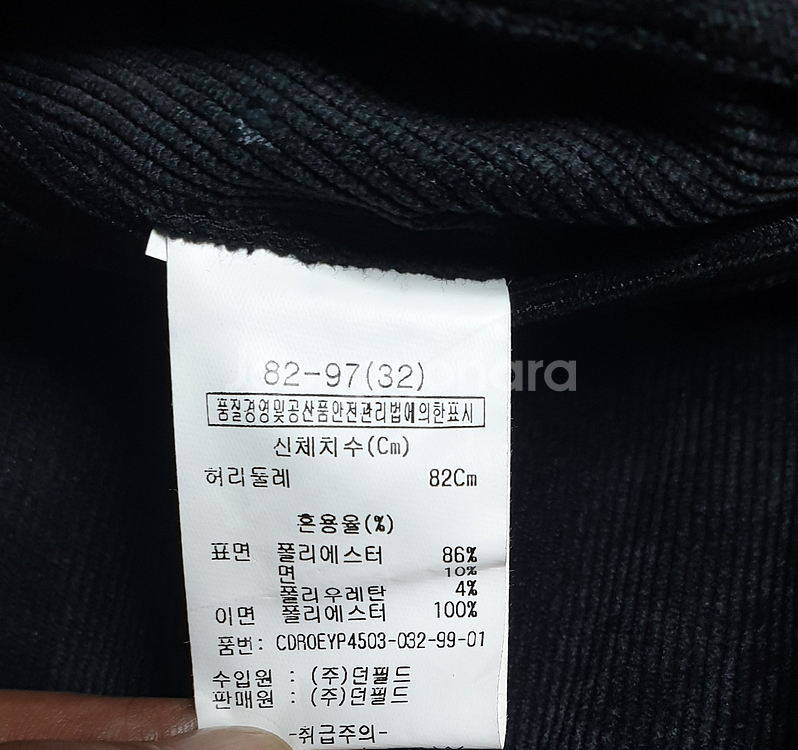 82-97(32)
품질경영및공산품안전관리법에의한표시
신체치수(Cm)
허리둘레 82Cm
혼용율(%)
표면 폴리에스터 86%
면 10%
폴리우레탄 4%
이면 폴리에스터 100%
품번: CDR0EYP4503-032-99-01
수입원 : (주)던필드
판매원 : (주)던필드
-취급주의-